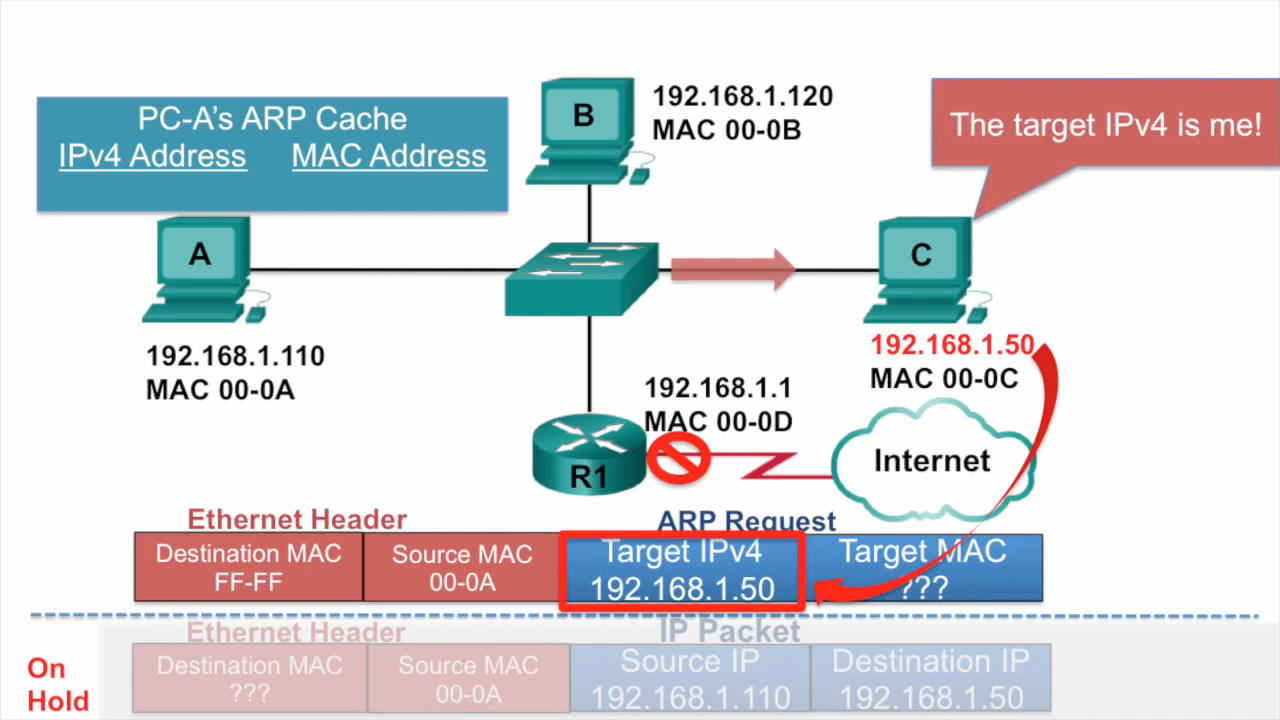 PC-A's ARP Cache
IPv4 Address MAC Address
B
192.168.1.120
MAC 00-0B
The target IPv4 is me!
A
192.168.1.110
MAC 00-0A
C
192.168.1.50
MAC 00-0C
192.168.1.1
MAC 00-0D
R1
Internet
Ethernet Header
ARP Request
Destination MAC
FF-FF
Source MAC
00-0A
Target IPv4
192.168.1.50
Target MAC
???
On
Hold
Ethernet Header
IP Packet
Destination MAC
???
Source MAC
00-0A
Source IP
192.168.1.110
Destination IP
192.168.1.50